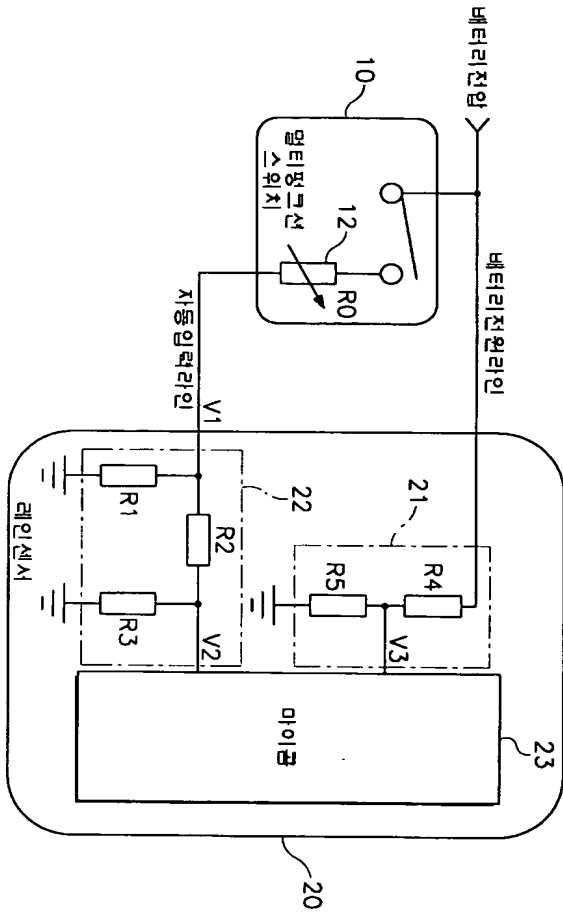 배터리전압
10
멀티펑크션
스위치
12
R0
배터리전원라인
자동입력라인
V1
22
R1
R2
R3
V2
21
R4
R5
V3
레인센서
마이콤
23
20